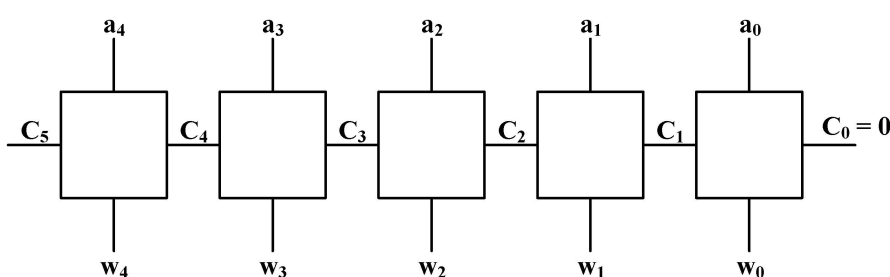 a₄ a₃ a₂ a₁ a₀
C₅ C₄ C₃ C₂ C₁ C₀ = 0
w₄ w₃ w₂ w₁ w₀